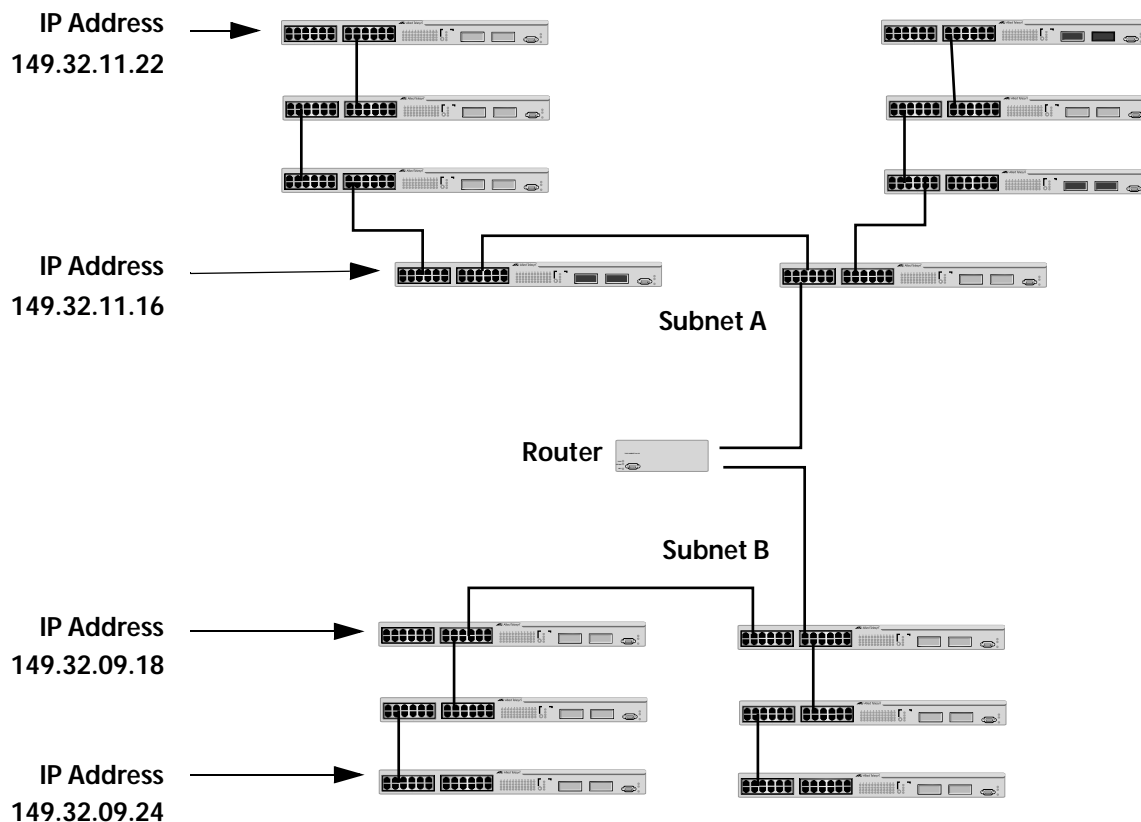 IP Address
149.32.11.22
IP Address
149.32.11.16
Subnet A
Router
Subnet B
IP Address
149.32.09.18
IP Address
149.32.09.24